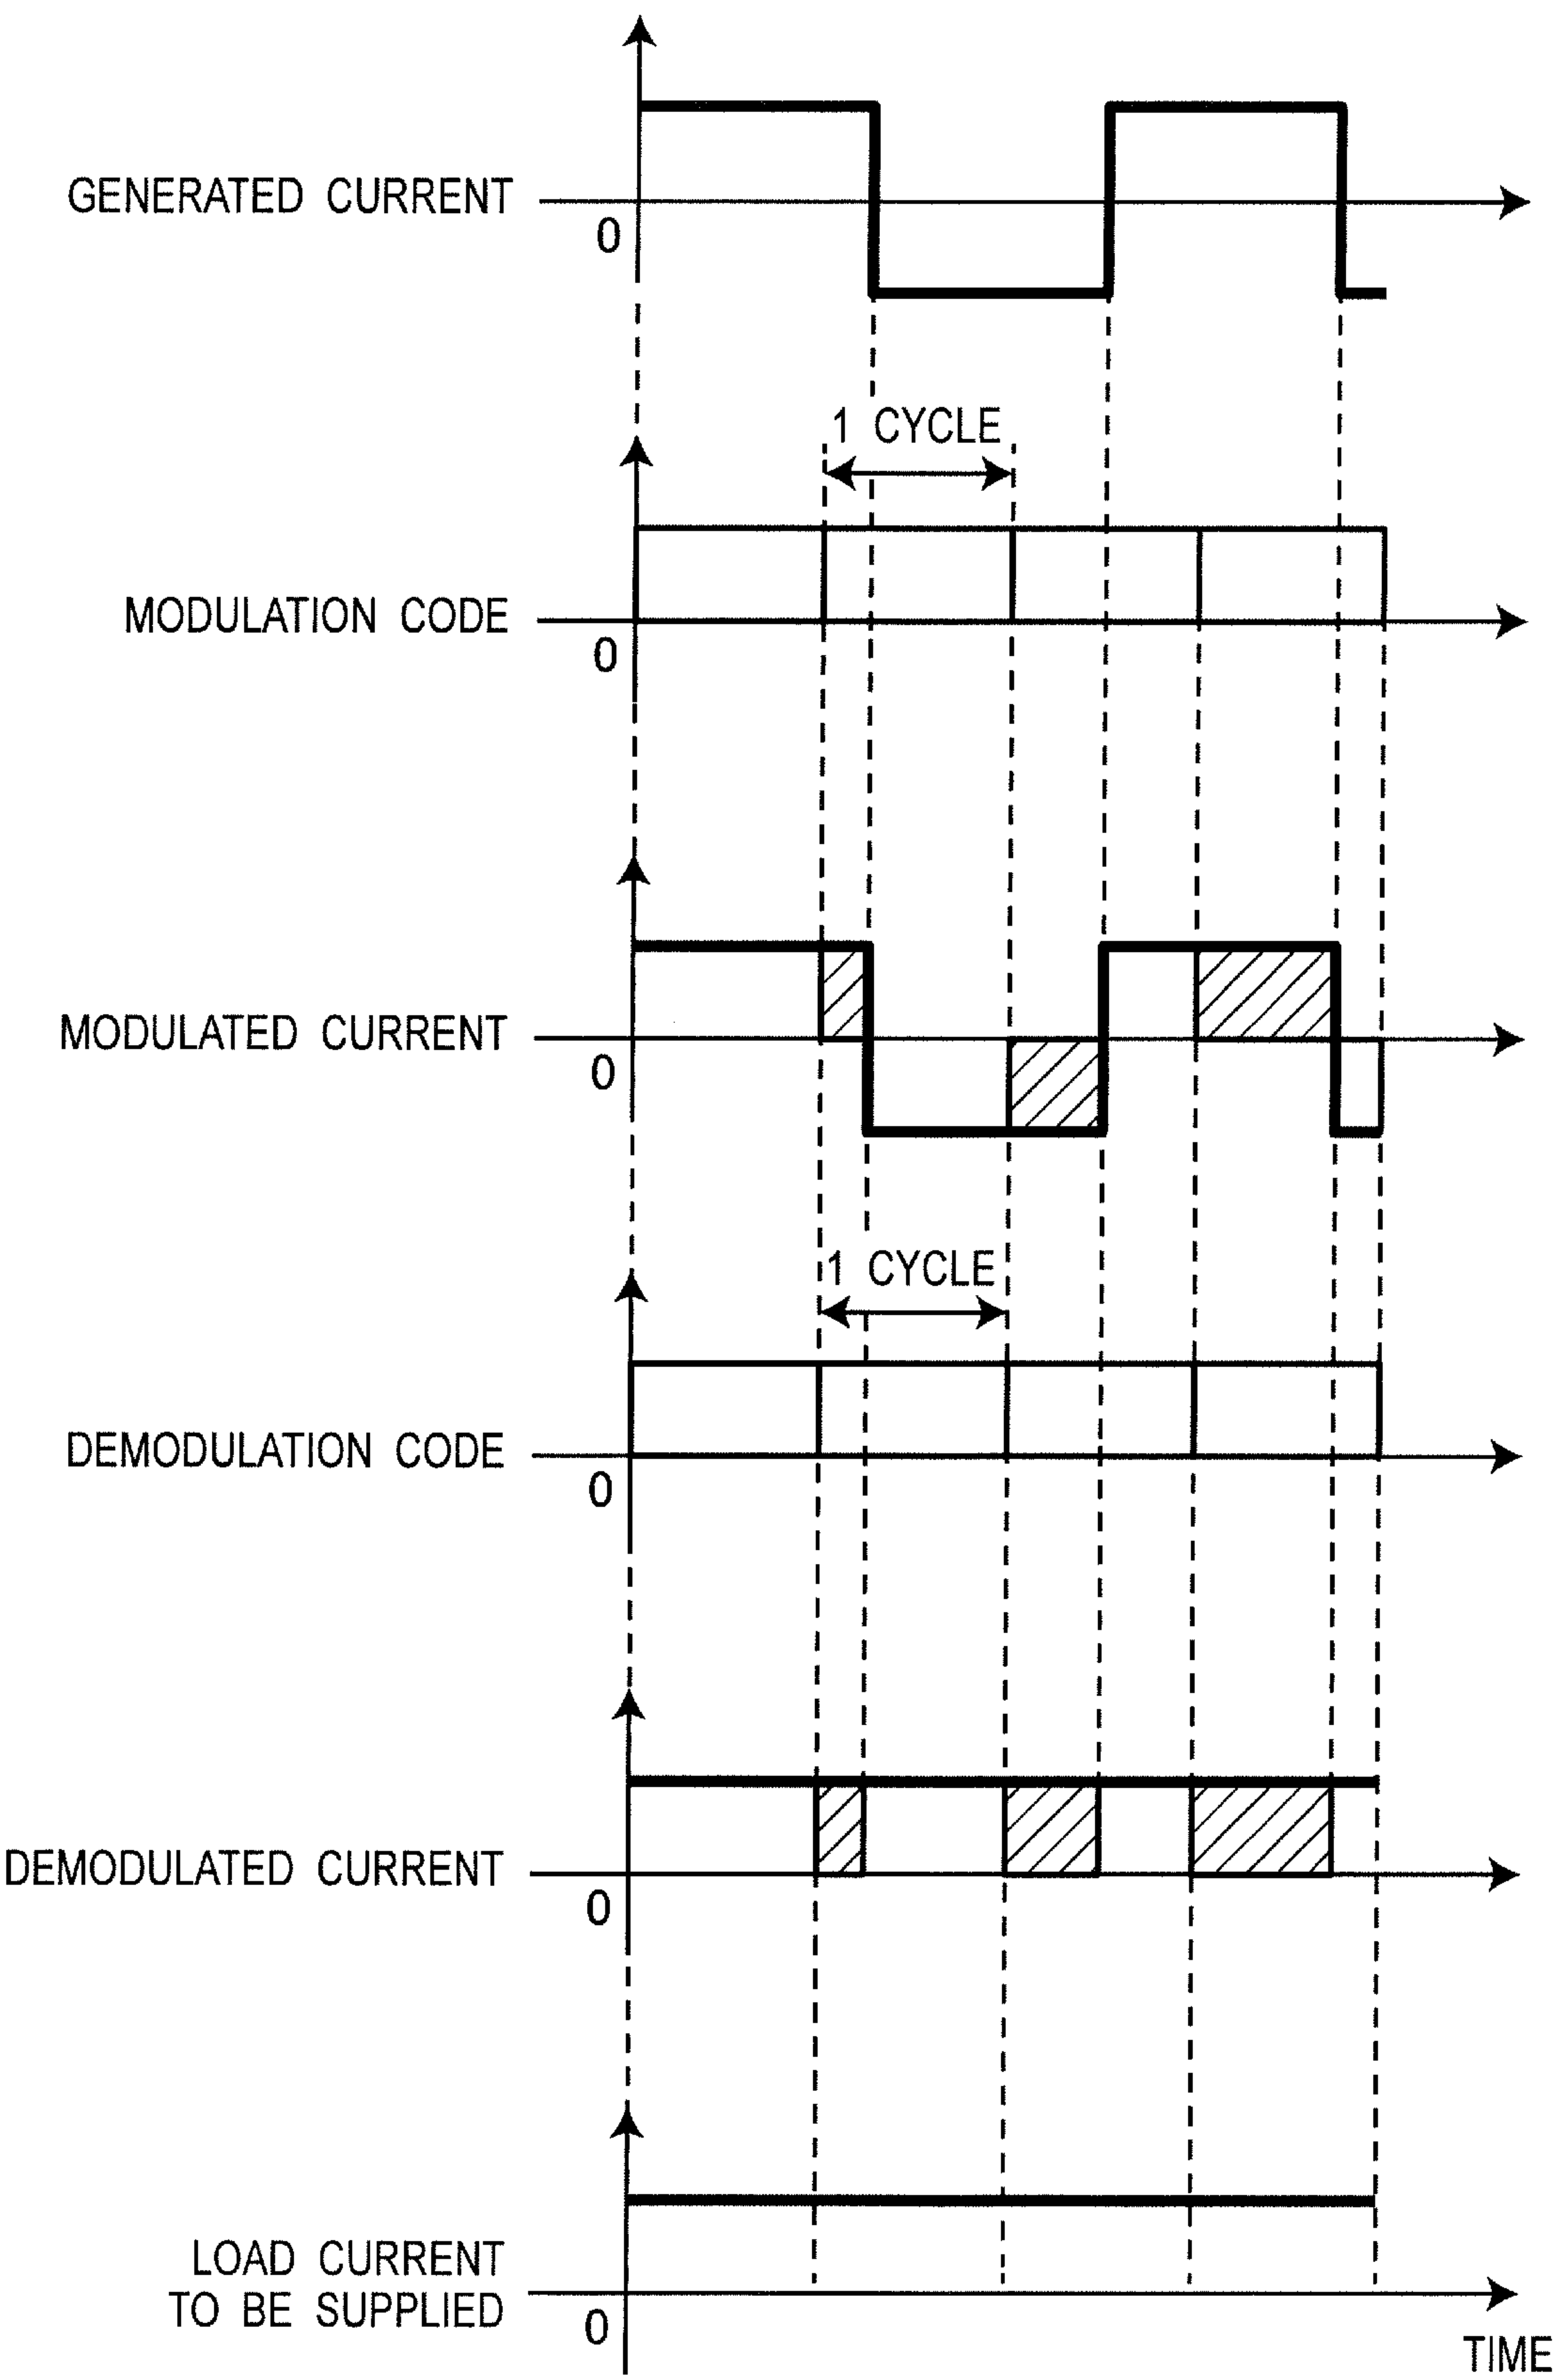 GENERATED CURRENT
0
1 CYCLE
MODULATION CODE
0
MODULATED CURRENT
0
1 CYCLE
DEMODULATION CODE
0
DEMODULATED CURRENT
0
LOAD CURRENT
TO BE SUPPLIED
0
TIME